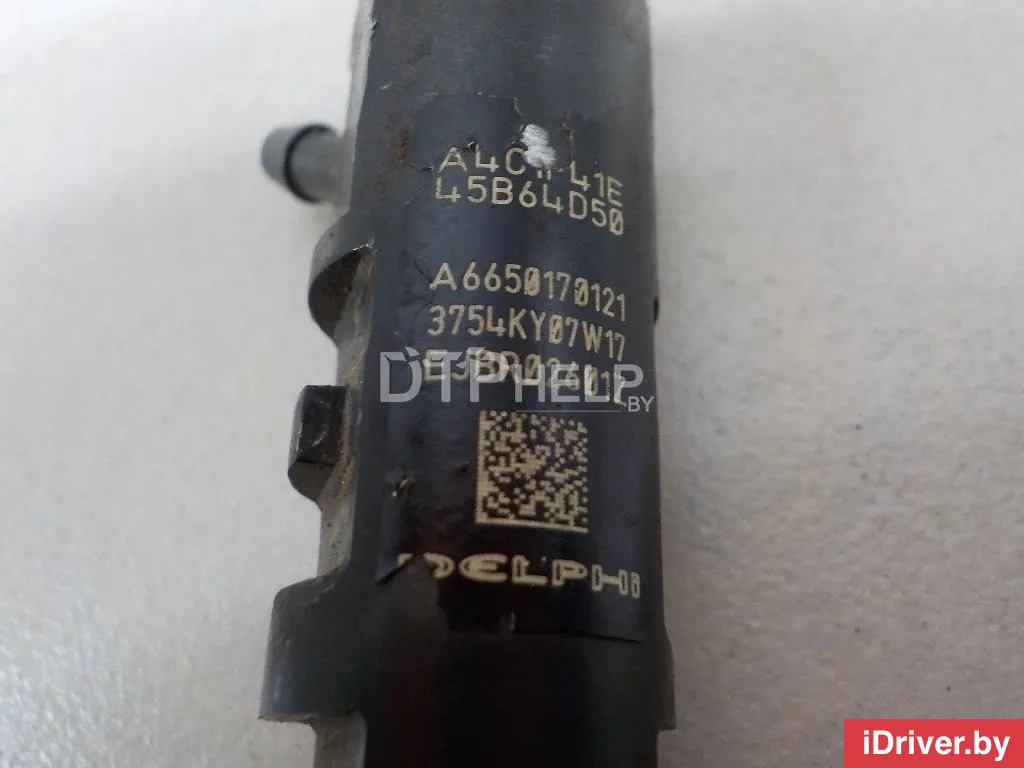 45B64D50
A6650170121
3754KY07W17
DTPHELP
.BY
DELPHI
iDriver.by